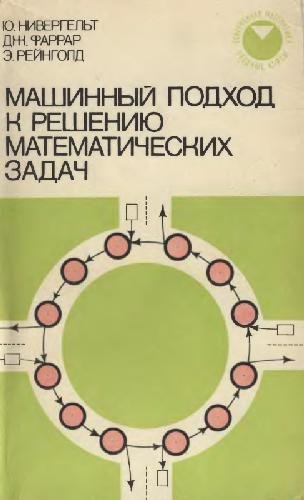 Ю. НИВЕРГЕЛЬТ
ДЖ. ФАРРАР
Э. РЕЙНГОЛД
МАШИННЫЙ ПОДХОД
К РЕШЕНИЮ
МАТЕМАТИЧЕСКИХ
ЗАДАЧ